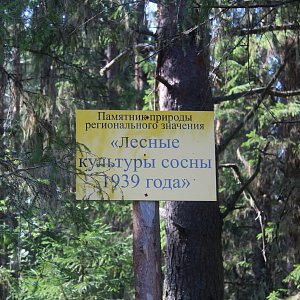 Памятник природы
регионального значения
«Лесные
культуры сосны
1939 года»